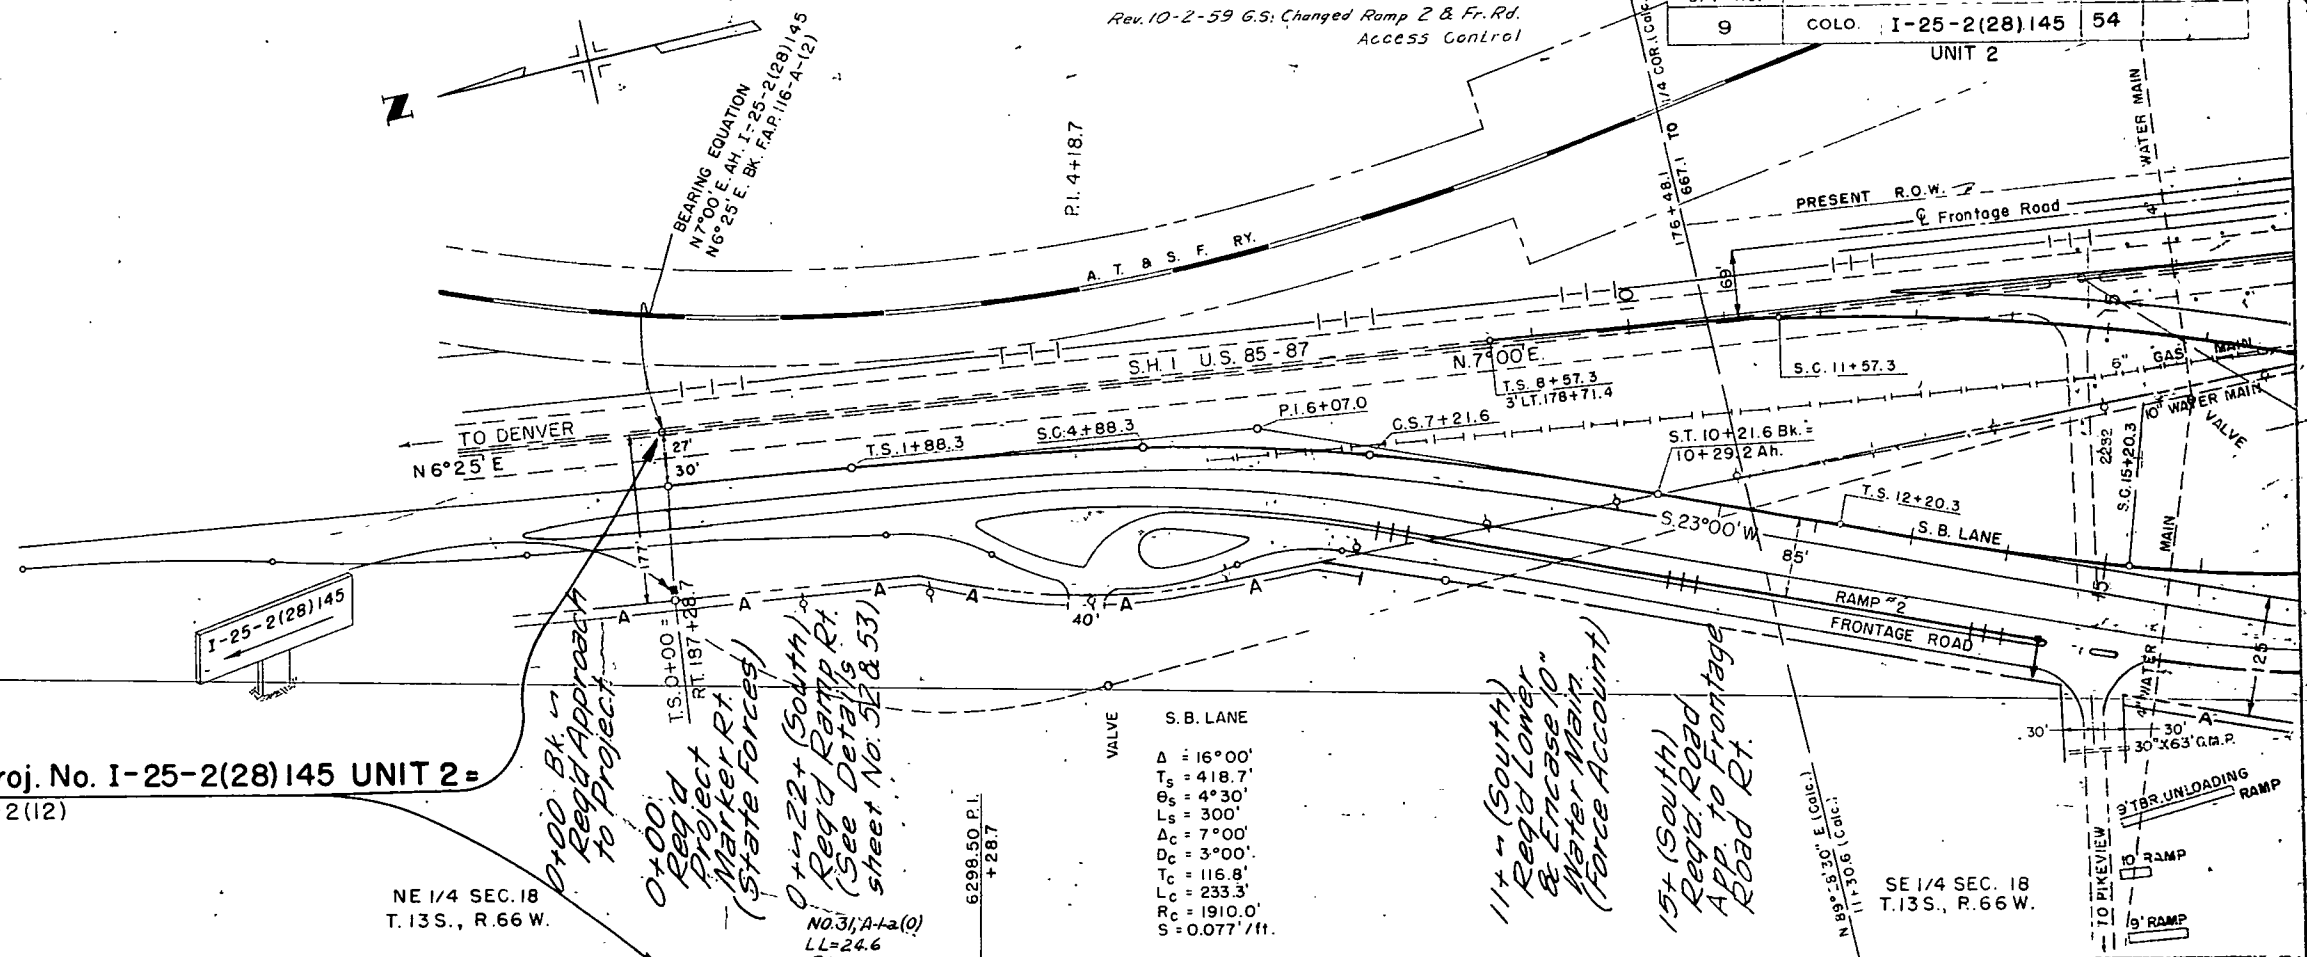 Rev. 10-2-59 G.S: Changed Ramp 2 & Fr. Rd.
Access Control
9 COLO. I-25-2(28)145 54
UNIT 2
N
BEARING EQUATION
N7°00' E. AH. I-25-2(28)145
N6°25' E. BK. F.A.P. 116-A-(2)
P.I. 4+18.7
1/4 COR. (Calc.
176+48.1 TO
667.1
WATER MAIN
4"
PRESENT R.O.W.
℄ Frontage Road
A. T. & S. F. RY.
69'
10
5
S.H. 1 U.S. 85-87
N.7°00'E.
T.S. 8+57.3
3' LT. 178+71.4
S.C. 11+57.3
6" GAS MAIN
10" WATER MAIN
VALVE
TO DENVER
N 6°25' E
27'
30'
T.S. 1+88.3
S.C. 4+88.3
P.I. 6+07.0
C.S. 7+21.6
S.T. 10+21.6 Bk. =
10+29.2 Ah.
T.S. 12+20.3
2232
S.C. 15+20.3
MAIN
S. 23°00' W
S.B. LANE
85'
15
177'
I-25-2(28)145
A A A A A A
40'
RAMP #2
FRONTAGE ROAD
125'
T.S. 0+00 =
RT. 187+28.7
4" WATER
A
30' 30'
30"X63' C.M.P.
9' TBR. UNLOADING
RAMP
10' RAMP
9' RAMP
TO PIKEVIEW
roj. No. I-25-2(28)145 UNIT 2 =
2(12)
0+00 Bk. ~
Req'd Approach
to Project
0+00
Req'd
Project
Marker Rt.
(State Forces)
0+~22+ (South)
Req'd Ramp Rt.
(See Details
sheet No. 52 & 53)
NO. 31, A-1-a(0)
LL=24.6
6298.50 P.I.
+28.7
VALVE
S.B. LANE
Δ = 16°00'
Ts = 418.7'
θs = 4°30'
Ls = 300'
Δc = 7°00'
Dc = 3°00'.
Tc = 116.8'
Lc = 233.3'
Rc = 1910.0'
S = 0.077'/ft.
11+~ (South)
Req'd Lower
& Encase 10"
Water Main
(Force Account)
15+ (South)
Req'd. Road
App. to Frontage
Road Rt.
11+30.6 (Calc.)
NE 1/4 SEC. 18
T. 13 S., R. 66 W.
SE 1/4 SEC. 18
T. 13 S., R. 66 W.